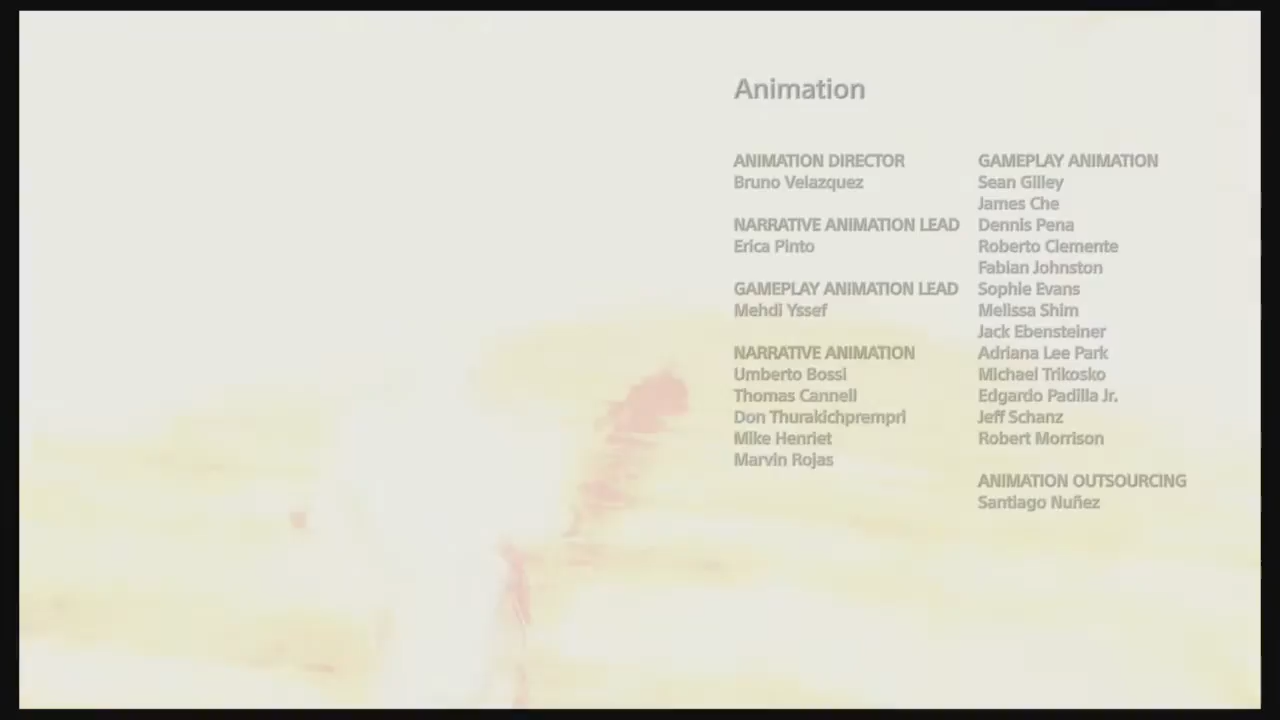 Animation
ANIMATION DIRECTOR
Bruno Velazquez
NARRATIVE ANIMATION LEAD
Erica Pinto
GAMEPLAY ANIMATION LEAD
Mehdi Yssef
NARRATIVE ANIMATION
Umberto Bossi
Thomas Cannell
Don Thurakichprempri
Mike Henriet
Marvin Rojas
GAMEPLAY ANIMATION
Sean Gilley
James Che
Dennis Pena
Roberto Clemente
Fabian Johnston
Sophie Evans
Melissa Shim
Jack Ebensteiner
Adriana Lee Park
Michael Trikosko
Edgardo Padilla Jr.
Jeff Schanz
Robert Morrison
ANIMATION OUTSOURCING
Santiago Nuñez